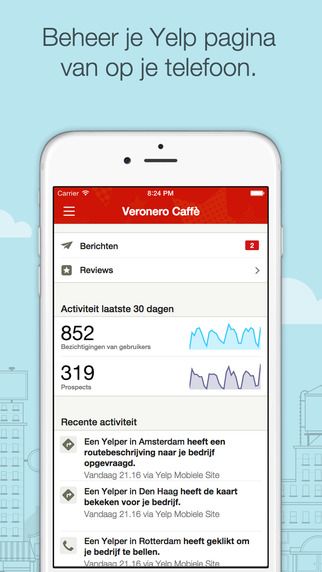 Beheer je Yelp pagina
van op je telefoon.
Carrier 8:24 PM
Veronero Caffè
Berichten 2
Reviews
Activiteit laatste 30 dagen
852
Bezichtigingen van gebruikers
319
Prospects
Recente activiteit
Een Yelper in Amsterdam heeft een
routebeschrijving naar je bedrijf
opgevraagd.
Vandaag 21.16 via Yelp Mobiele Site
Een Yelper in Den Haag heeft de kaart
bekeken voor je bedrijf.
Vandaag 21.16 via Yelp Mobiele Site
Een Yelper in Rotterdam heeft geklikt om
je bedrijf te bellen.
Vandaag 21.16 via Yelp Mobiele Site